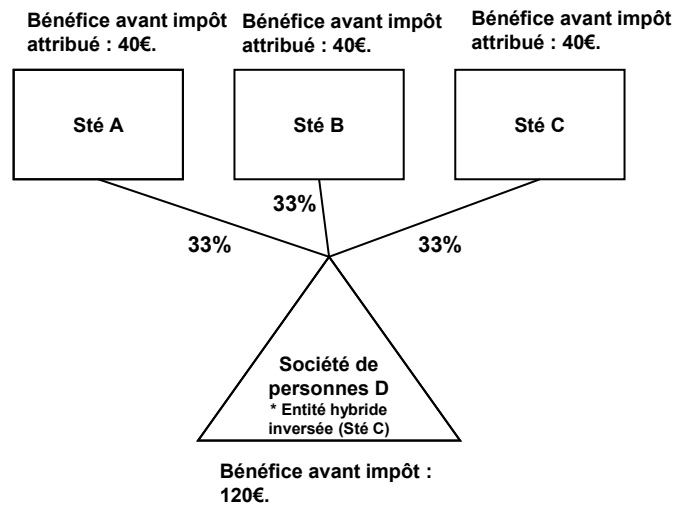 Bénéfice avant impôt
attribué : 40€.
Bénéfice avant impôt
attribué : 40€.
Bénéfice avant impôt
attribué : 40€.
Sté A
Sté B
Sté C
33%
33%
33%
Société de
personnes D
* Entité hybride
inversée (Sté C)
Bénéfice avant impôt :
120€.